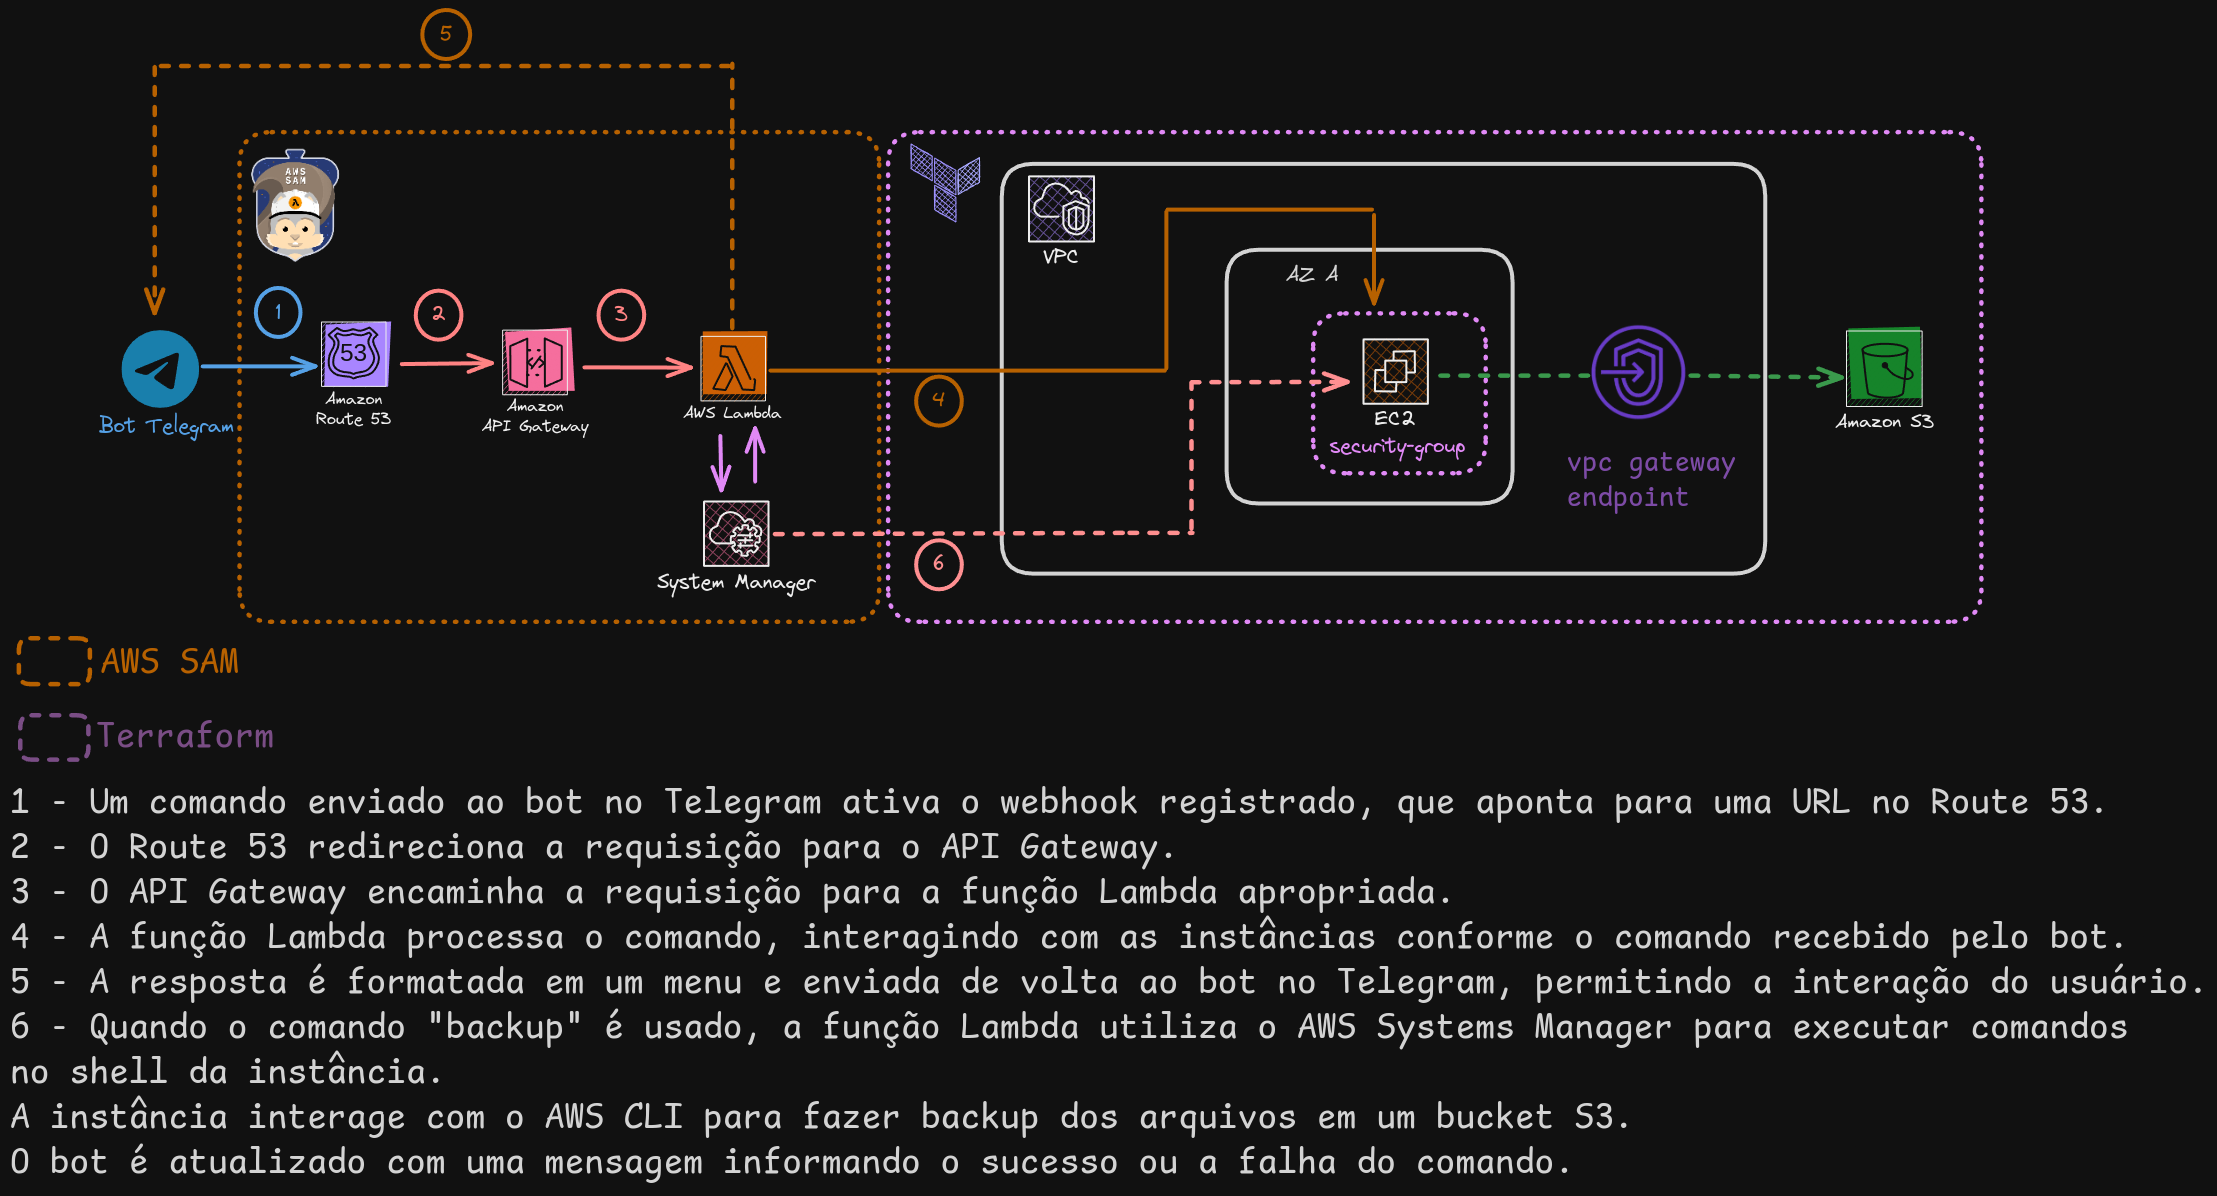 5
AWS
SAM
λ
1
2
3
53
Bot Telegram
Amazon
Route 53
Amazon
API Gateway
AWS Lambda
System Manager
4
6
VPC
AZ A
EC2
security-group
vpc gateway
endpoint
Amazon S3
AWS SAM
Terraform
1 - Um comando enviado ao bot no Telegram ativa o webhook registrado, que aponta para uma URL no Route 53.
2 - O Route 53 redireciona a requisição para o API Gateway.
3 - O API Gateway encaminha a requisição para a função Lambda apropriada.
4 - A função Lambda processa o comando, interagindo com as instâncias conforme o comando recebido pelo bot.
5 - A resposta é formatada em um menu e enviada de volta ao bot no Telegram, permitindo a interação do usuário.
6 - Quando o comando "backup" é usado, a função Lambda utiliza o AWS Systems Manager para executar comandos
no shell da instância.
A instância interage com o AWS CLI para fazer backup dos arquivos em um bucket S3.
O bot é atualizado com uma mensagem informando o sucesso ou a falha do comando.